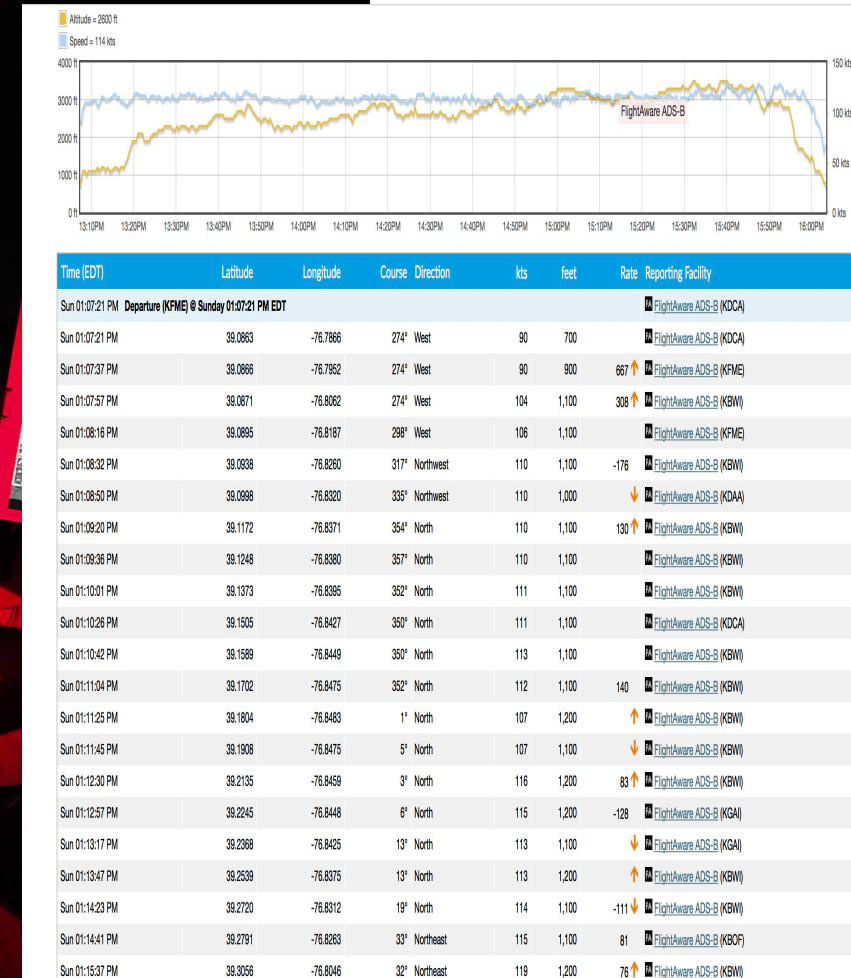 Altitude = 2600 ft
Speed = 114 kts
4000 ft 150 kts
3000 ft
FlightAware ADS-B 100 kts
2000 ft
1000 ft 50 kts
0 ft 0 kts
13:10PM 13:20PM 13:30PM 13:40PM 13:50PM 14:00PM 14:10PM 14:20PM 14:30PM 14:40PM 14:50PM 15:00PM 15:10PM 15:20PM 15:30PM 15:40PM 15:50PM 16:00PM
Time (EDT) Latitude Longitude Course Direction kts feet Rate Reporting Facility
Sun 01:07:21 PM Departure (KFME) @ Sunday 01:07:21 PM EDT FA FlightAware ADS-B (KDCA)
Sun 01:07:21 PM 39.0863 -76.7866 274° West 90 700 FA FlightAware ADS-B (KDCA)
Sun 01:07:37 PM 39.0866 -76.7952 274° West 90 900 667 ↑ FA FlightAware ADS-B (KFME)
Sun 01:07:57 PM 39.0871 -76.8062 274° West 104 1,100 308 ↑ FA FlightAware ADS-B (KBWI)
Sun 01:08:16 PM 39.0895 -76.8187 298° West 106 1,100 FA FlightAware ADS-B (KFME)
Sun 01:08:32 PM 39.0938 -76.8260 317° Northwest 110 1,100 -176 FA FlightAware ADS-B (KBWI)
Sun 01:08:50 PM 39.0998 -76.8320 335° Northwest 110 1,000 ↓ FA FlightAware ADS-B (KDAA)
Sun 01:09:20 PM 39.1172 -76.8371 354° North 110 1,100 130 ↑ FA FlightAware ADS-B (KBWI)
Sun 01:09:36 PM 39.1248 -76.8380 357° North 110 1,100 FA FlightAware ADS-B (KBWI)
Sun 01:10:01 PM 39.1373 -76.8395 352° North 111 1,100 FA FlightAware ADS-B (KBWI)
Sun 01:10:26 PM 39.1505 -76.8427 350° North 111 1,100 FA FlightAware ADS-B (KDCA)
Sun 01:10:42 PM 39.1589 -76.8449 350° North 113 1,100 FA FlightAware ADS-B (KBWI)
Sun 01:11:04 PM 39.1702 -76.8475 352° North 112 1,100 140 FA FlightAware ADS-B (KBWI)
Sun 01:11:25 PM 39.1804 -76.8483 1° North 107 1,200 ↑ FA FlightAware ADS-B (KBWI)
Sun 01:11:45 PM 39.1908 -76.8475 5° North 107 1,100 ↓ FA FlightAware ADS-B (KBWI)
Sun 01:12:30 PM 39.2135 -76.8459 3° North 116 1,200 83 ↑ FA FlightAware ADS-B (KBWI)
Sun 01:12:57 PM 39.2245 -76.8448 6° North 115 1,200 -128 FA FlightAware ADS-B (KGAI)
Sun 01:13:17 PM 39.2368 -76.8425 13° North 113 1,100 ↓ FA FlightAware ADS-B (KGAI)
Sun 01:13:47 PM 39.2539 -76.8375 13° North 113 1,200 ↑ FA FlightAware ADS-B (KBWI)
Sun 01:14:23 PM 39.2720 -76.8312 19° North 114 1,100 -111 ↓ FA FlightAware ADS-B (KBWI)
Sun 01:14:41 PM 39.2791 -76.8263 33° Northeast 115 1,100 81 FA FlightAware ADS-B (KBOF)
Sun 01:15:37 PM 39.3056 -76.8046 32° Northeast 119 1,200 76 ↑ FA FlightAware ADS-B (KBWI)